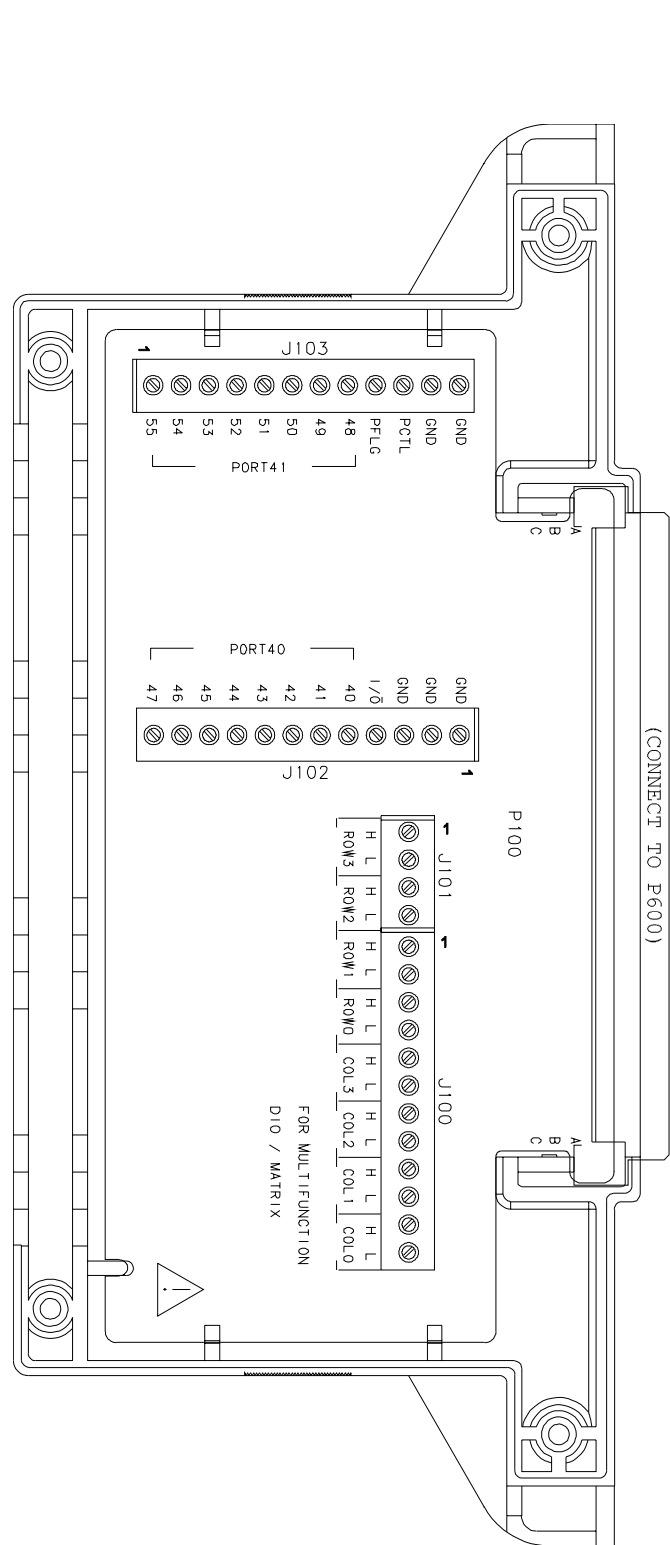 1
J103
55
54
53
52
51
50
49
48
PFLG
PCTL
GND
GND
PORT41
A
B
C
PORT40
47
46
45
44
43
42
41
40
I/O̅
GND
GND
GND
J102
1
(CONNECT TO P600)
P100
1
J101
H
L
ROW3
H
L
ROW2
1
J100
H
L
ROW1
H
L
ROW0
H
L
COL3
H
L
COL2
H
L
COL1
H
L
COL0
FOR MULTIFUNCTION
DIO / MATRIX
A
B
C
!